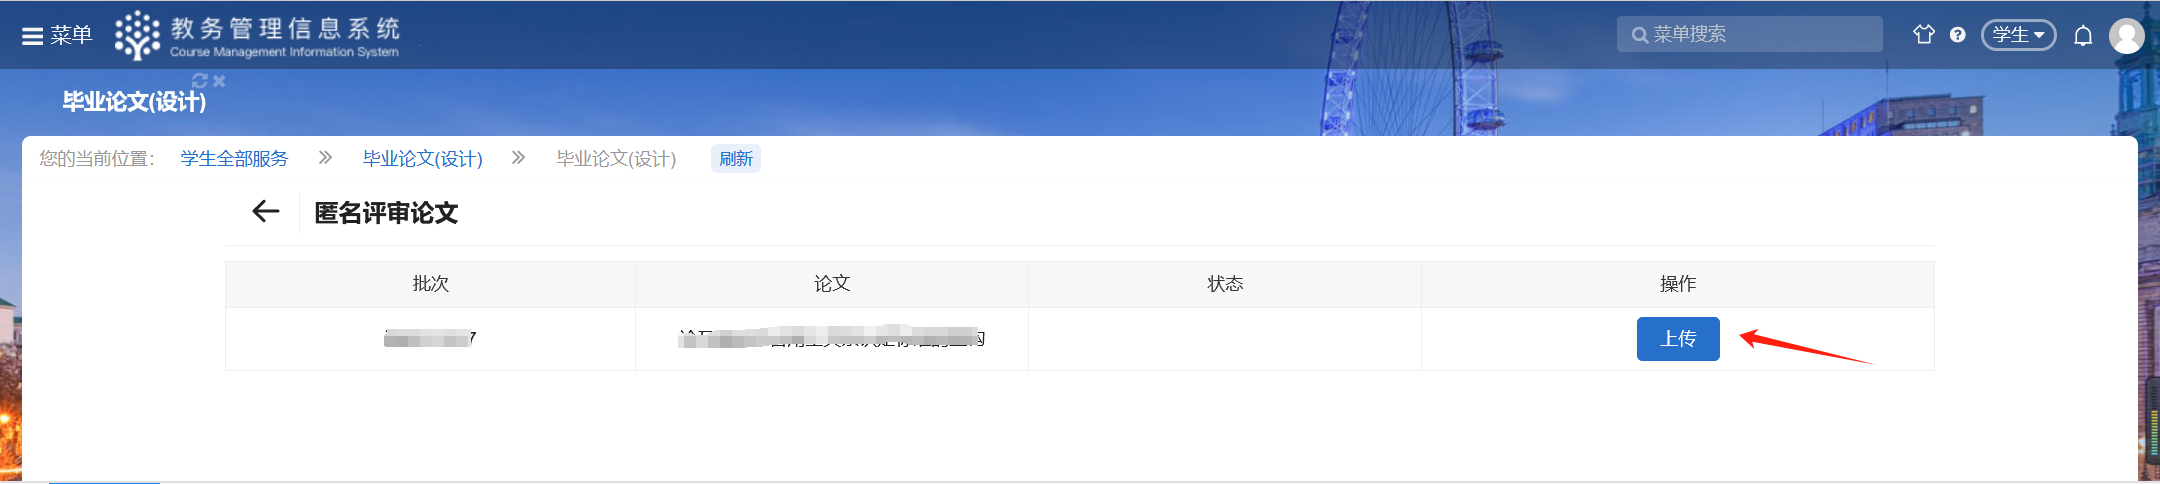 菜单
教务管理信息系统
Course Management Information System
菜单搜索
学生
毕业论文(设计)
您的当前位置：
学生全部服务
毕业论文(设计)
毕业论文(设计)
刷新
匿名评审论文
批次
论文
状态
操作
7
上传